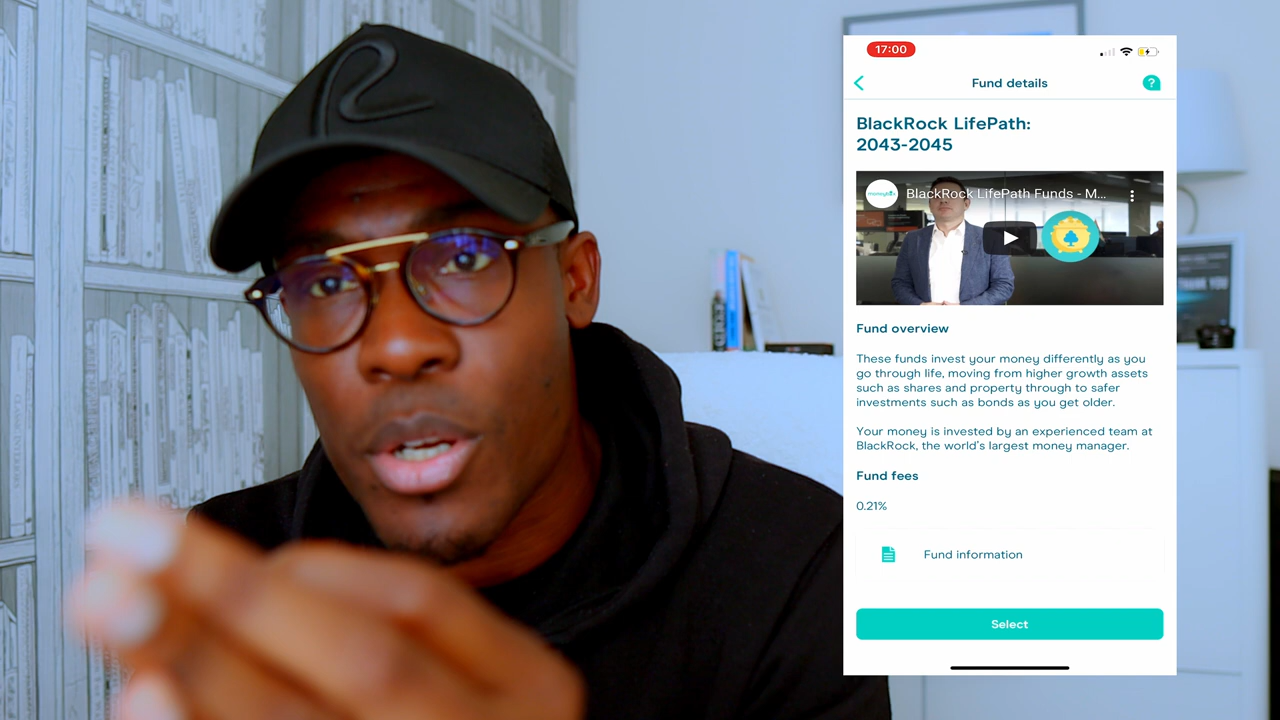 17:00
Fund details
?
BlackRock LifePath:
2043-2045
moneybox
BlackRock LifePath Funds - M...
Fund overview
These funds invest your money differently as you
go through life, moving from higher growth assets
such as shares and property through to safer
investments such as bonds as you get older.
Your money is invested by an experienced team at
BlackRock, the world's largest money manager.
Fund fees
0.21%
Fund information
Select
THANK YOU